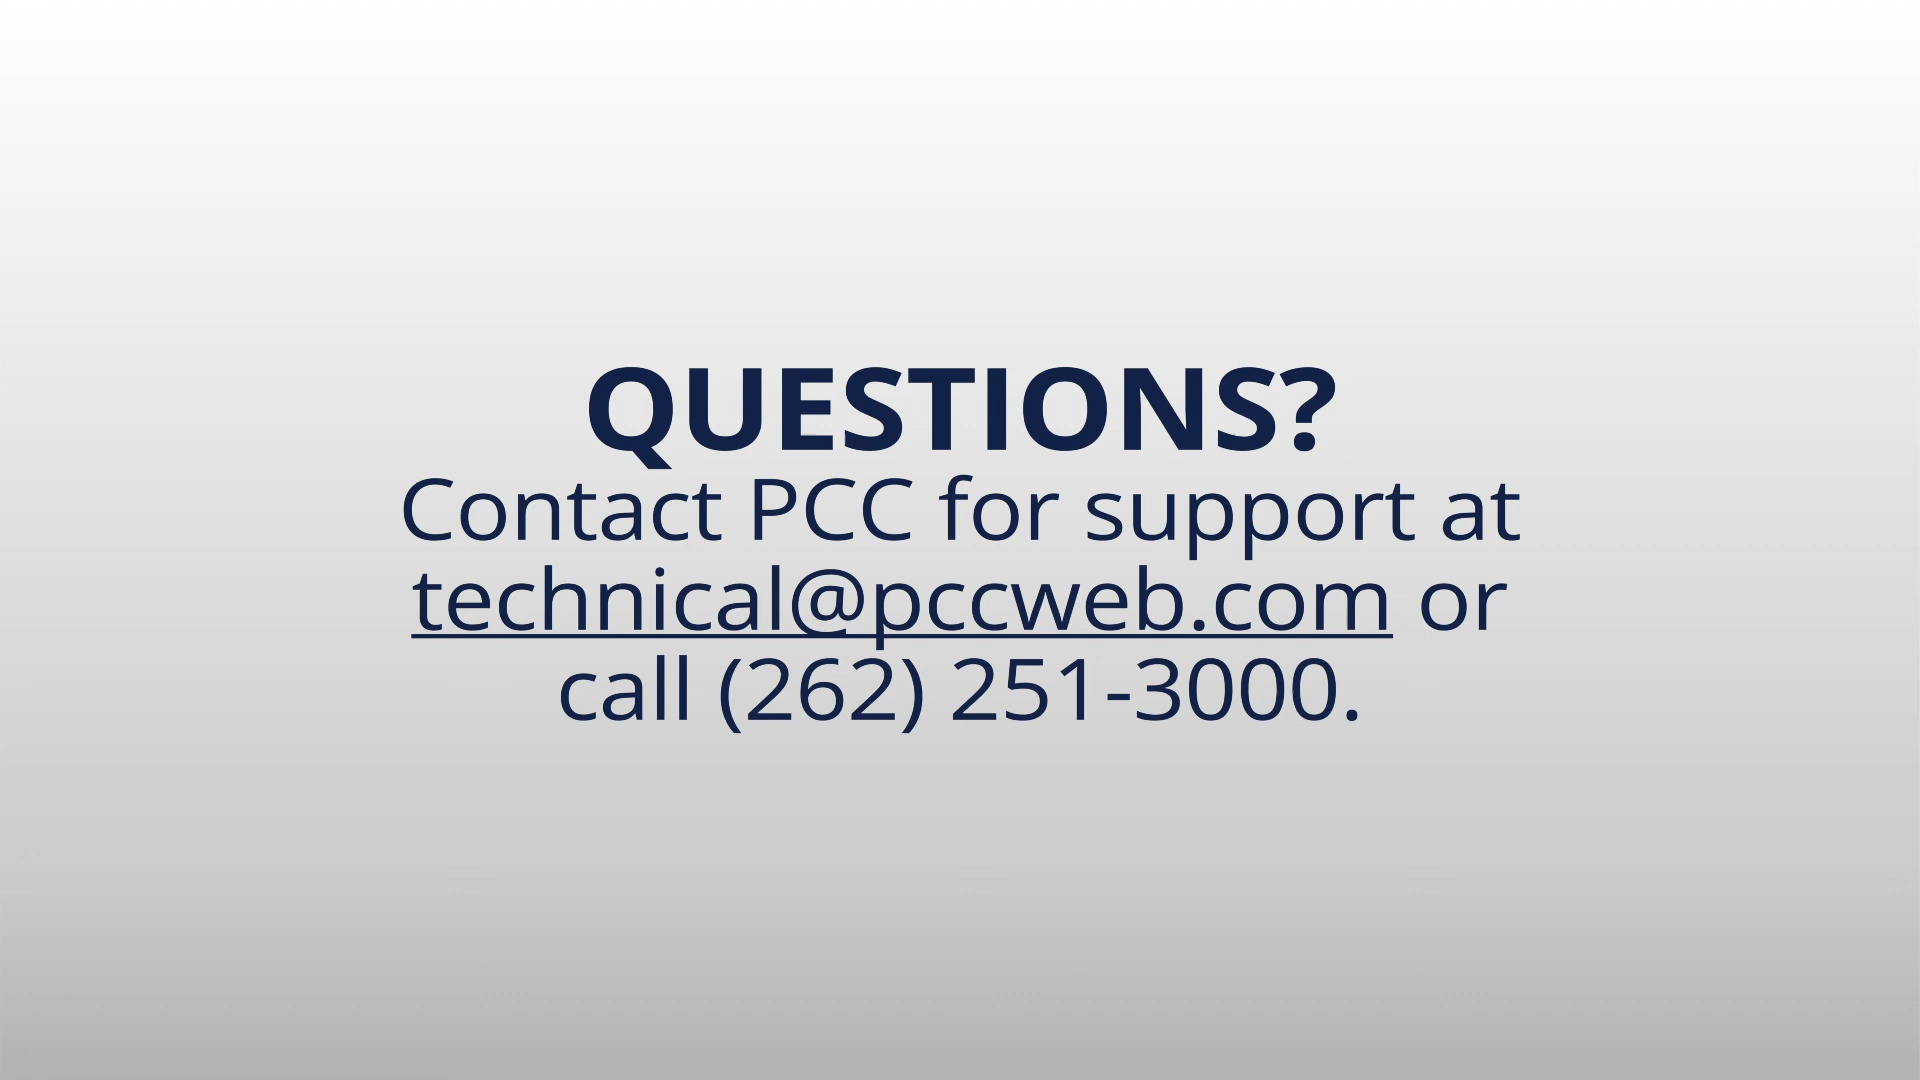 QUESTIONS?
Contact PCC for support at
technical@pccweb.com or
call (262) 251-3000.